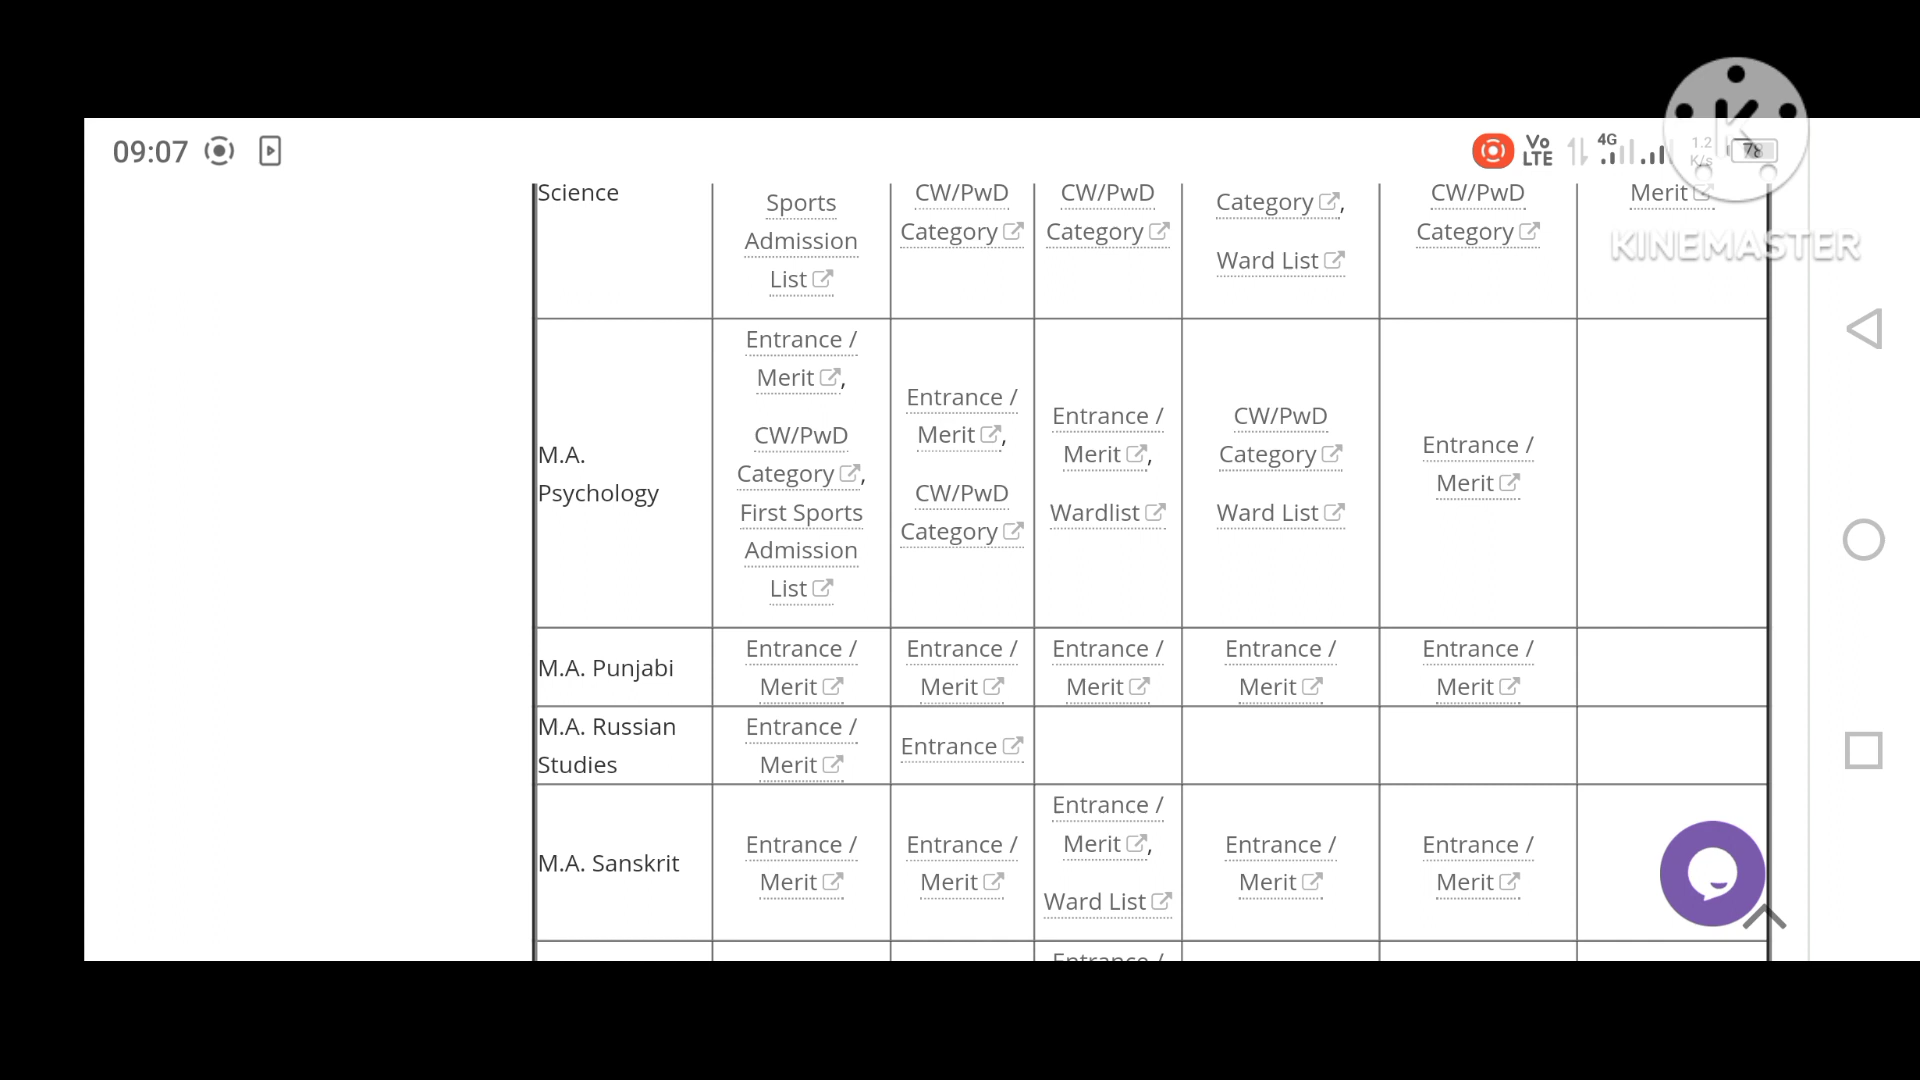 09:07
Vo
LTE
4G
1.2
K/s
78
KINEMASTER
Science
Sports
Admission
List
CW/PwD
Category
CW/PwD
Category
Category,
Ward List
CW/PwD
Category
Merit
M.A.
Psychology
Entrance /
Merit,
CW/PwD
Category,
First Sports
Admission
List
Entrance /
Merit,
CW/PwD
Category
Entrance /
Merit,
Wardlist
CW/PwD
Category
Ward List
Entrance /
Merit
M.A. Punjabi
Entrance /
Merit
Entrance /
Merit
Entrance /
Merit
Entrance /
Merit
Entrance /
Merit
M.A. Russian
Studies
Entrance /
Merit
Entrance
M.A. Sanskrit
Entrance /
Merit
Entrance /
Merit
Entrance /
Merit,
Ward List
Entrance /
Merit
Entrance /
Merit
Entrance /